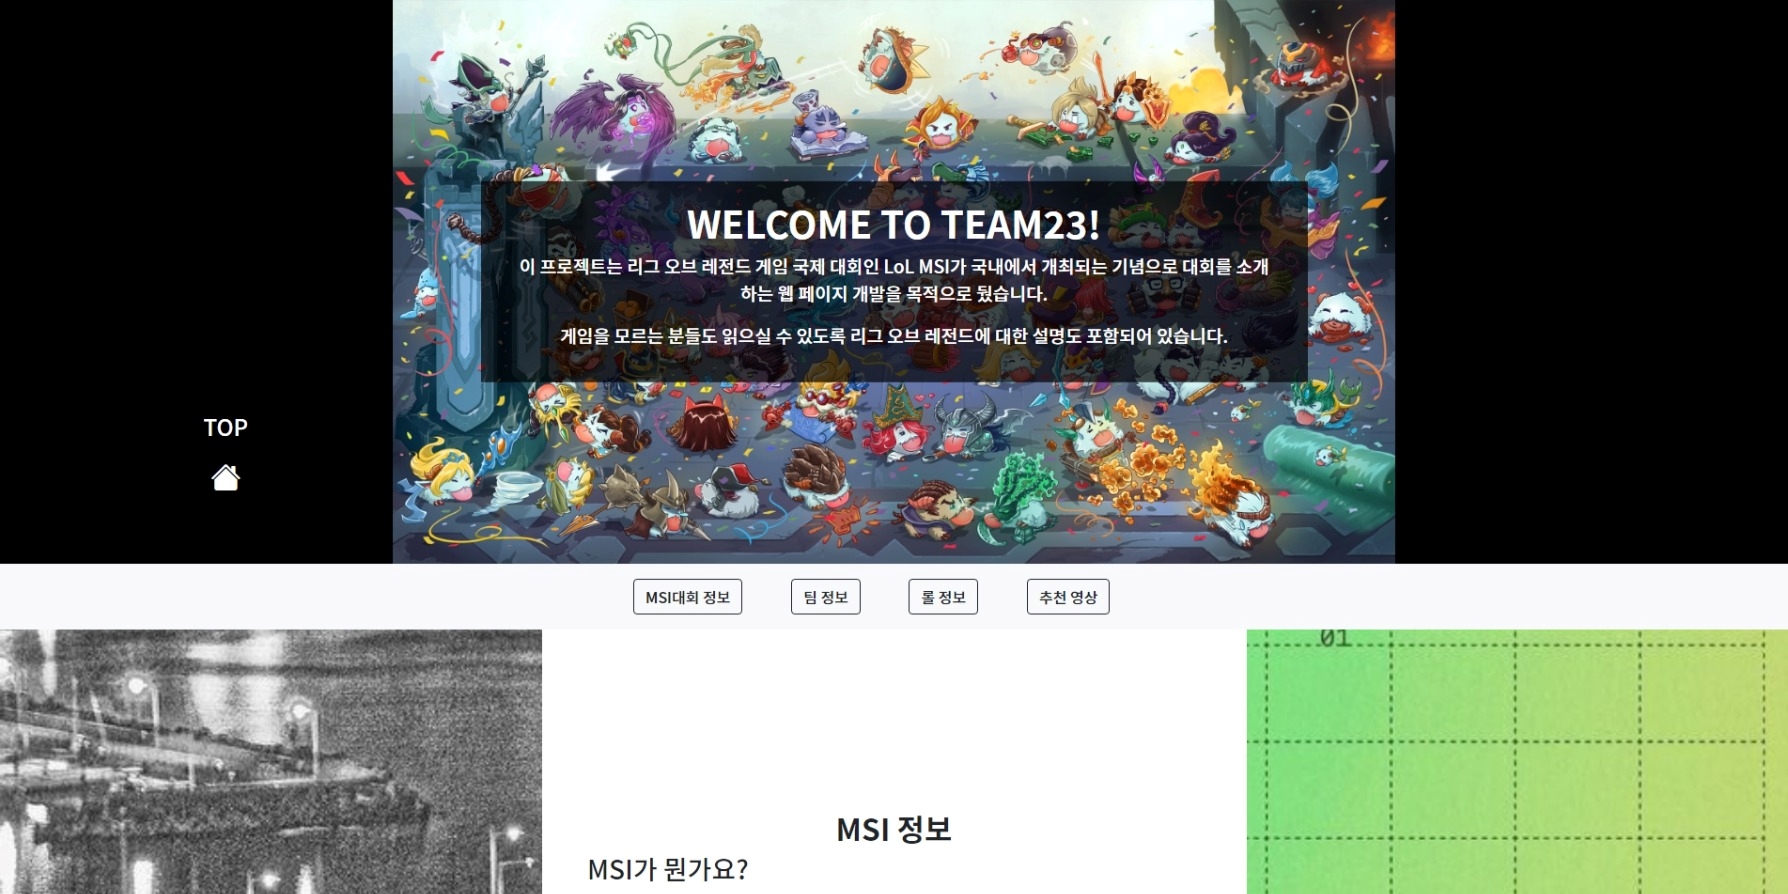 WELCOME TO TEAM23!
이 프로젝트는 리그 오브 레전드 게임 국제 대회인 LoL MSI가 국내에서 개최되는 기념으로 대회를 소개
하는 웹 페이지 개발을 목적으로 뒀습니다.
게임을 모르는 분들도 읽으실 수 있도록 리그 오브 레전드에 대한 설명도 포함되어 있습니다.
TOP
MSI대회 정보
팀 정보
롤 정보
추천 영상
01
MSI 정보
MSI가 뭔가요?